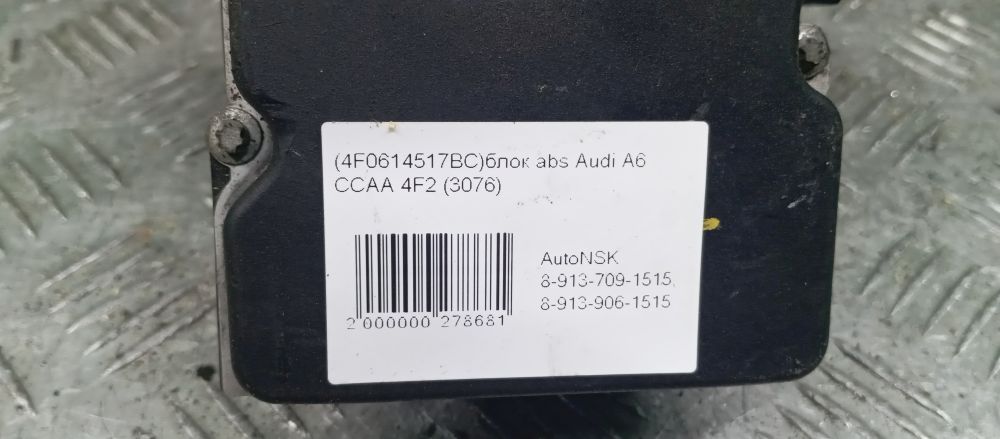 (4F0614517BC)блок abs Audi A6
CCAA 4F2 (3076)
AutoNSK
8-913-709-1515,
8-913-906-1515
2 000000 278681